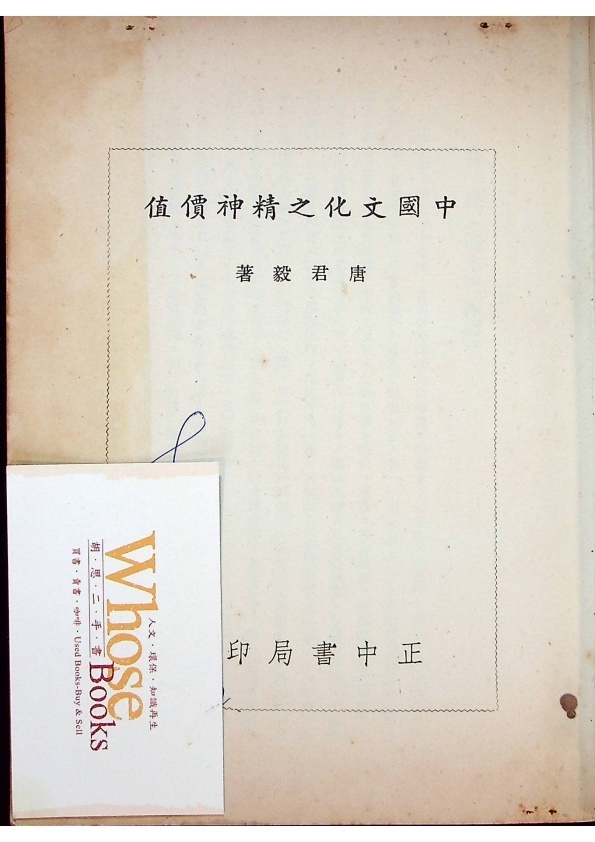 中國文化之精神價值
唐君毅著
正中書局印
人文·環保·知識再生
Whose
Books
胡·思·二·手·書
買書·賣書·咖啡·Used Books-Buy & Sell